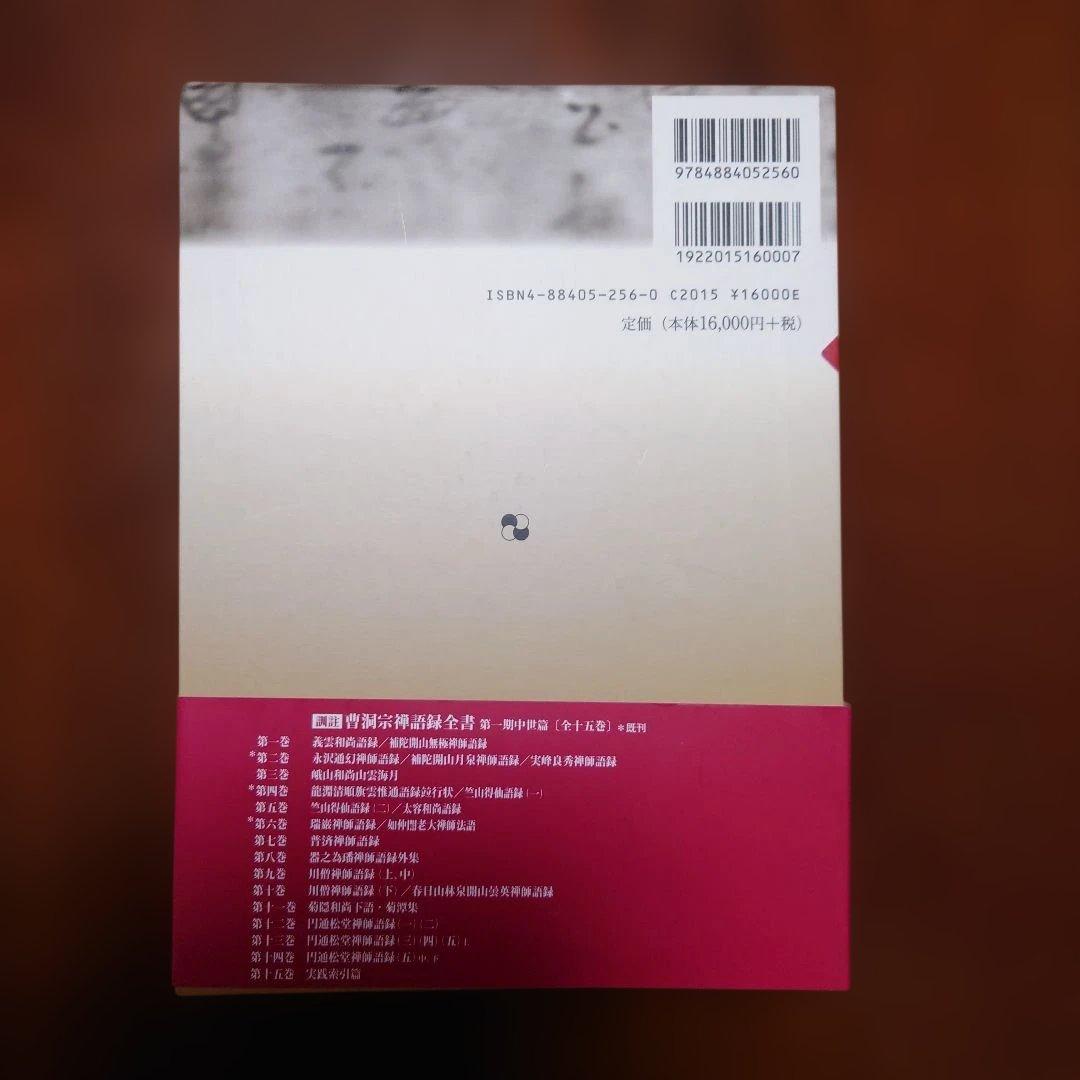 9784884052560
1922015160007
ISBN4-88405-256-0 C2015 ¥16000E
定価（本体16,000円＋税）
訓註 曹洞宗禅語録全書 第一期中世篇〔全十五巻〕＊既刊
第一巻 義雲和尚語録／補陀開山無極禅師語録
＊第二巻 永沢通幻禅師語録／補陀開山月泉禅師語録／実峰良秀禅師語録
第三巻 峨山和尚山雲海月
＊第四巻 龍淵清順旗雲惟通語録竝行状／竺山得仙語録（一）
第五巻 竺山得仙語録（二）／太容和尚語録
＊第六巻 瑞巌禅師語録／如仲誾老大禅師法語
第七巻 普済禅師語録
第八巻 器之為璠禅師語録外集
第九巻 川僧禅師語録（上、中）
第十巻 川僧禅師語録（下）／春日山林泉開山曇英禅師語録
第十一巻 菊隠和尚下語・菊潭集
第十二巻 円通松堂禅師語録（一）（二）
第十三巻 円通松堂禅師語録（三）（四）（五）上
第十四巻 円通松堂禅師語録（五）中、下
第十五巻 実践索引篇